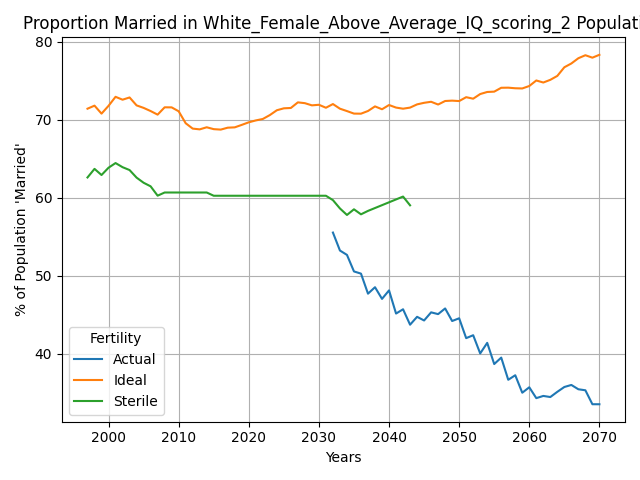 Proportion Married in White_Female_Above_Average_IQ_scoring_2 Populati
% of Population 'Married'
80
70
60
50
40
Fertility
Actual
Ideal
Sterile
2000 2010 2020 2030 2040 2050 2060 2070
Years